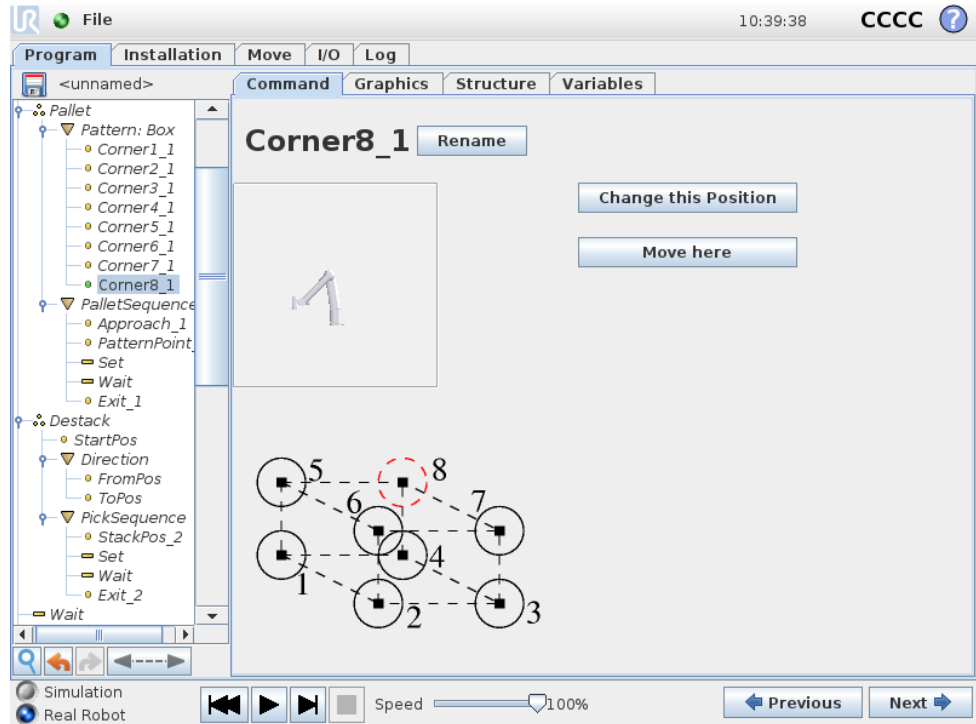 UR File 10:39:38 CCCC ?
Program Installation Move I/O Log
<unnamed> Command Graphics Structure Variables
Pallet
Pattern: Box
Corner1_1
Corner2_1
Corner3_1
Corner4_1
Corner5_1
Corner6_1
Corner7_1
Corner8_1
PalletSequence
Approach_1
PatternPoint_
Set
Wait
Exit_1
Destack
StartPos
Direction
FromPos
ToPos
PickSequence
StackPos_2
Set
Wait
Exit_2
Wait
Corner8_1 Rename
Change this Position
Move here
5 8
6 7
4
1 2 3
Simulation
Real Robot
Speed 100%
Previous Next